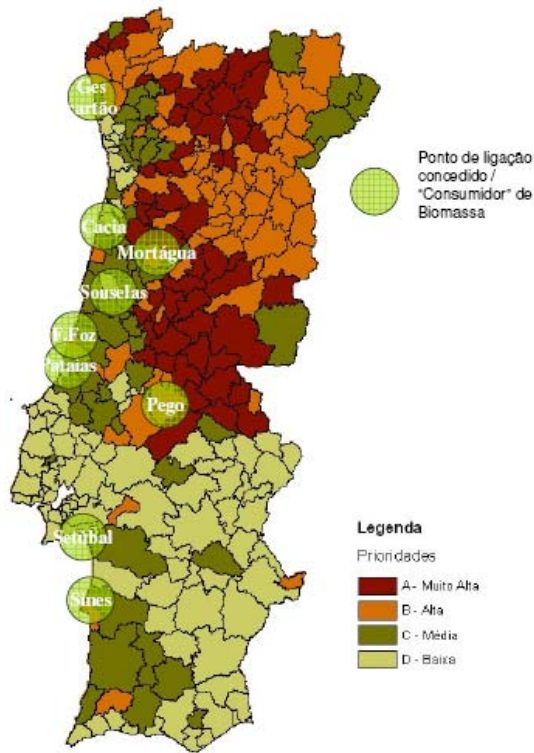 Ges
cartão
Ponto de ligação
concedido /
"Consumidor" de
Biomassa
Cacia
Mortágua
Souselas
F.Foz
Pataias
Pego
Setúbal
Sines
Legenda
Prioridades
A - Muito Alta
B - Alta
C - Média
D - Baixa